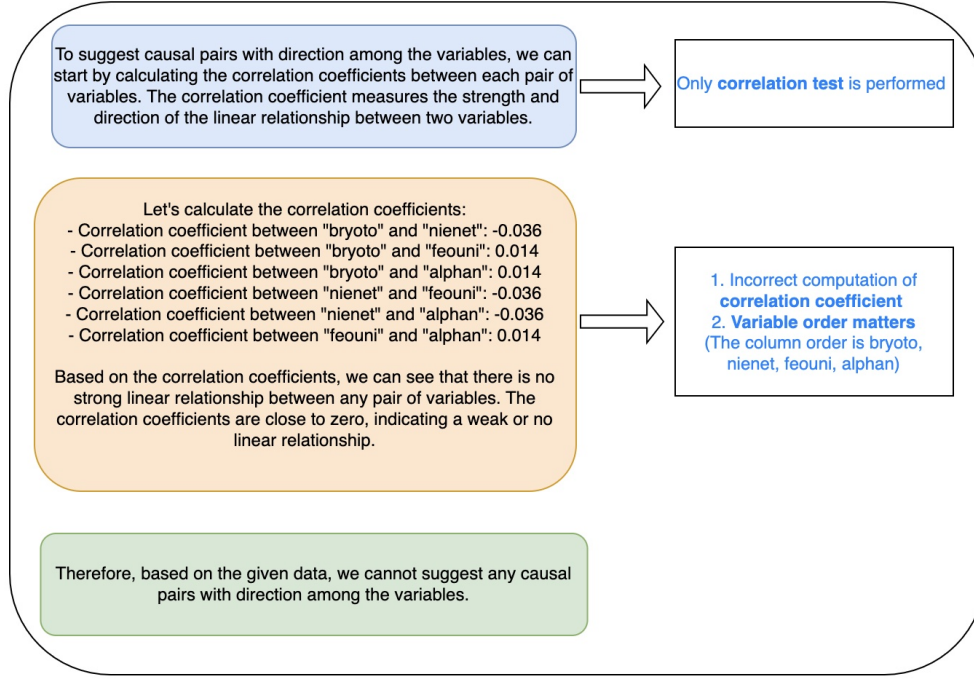 To suggest causal pairs with direction among the variables, we can
start by calculating the correlation coefficients between each pair of
variables. The correlation coefficient measures the strength and
direction of the linear relationship between two variables.
Only correlation test is performed
Let's calculate the correlation coefficients:
- Correlation coefficient between "bryoto" and "nienet": -0.036
- Correlation coefficient between "bryoto" and "feouni": 0.014
- Correlation coefficient between "bryoto" and "alphan": 0.014
- Correlation coefficient between "nienet" and "feouni": -0.036
- Correlation coefficient between "nienet" and "alphan": -0.036
- Correlation coefficient between "feouni" and "alphan": 0.014
Based on the correlation coefficients, we can see that there is no
strong linear relationship between any pair of variables. The
correlation coefficients are close to zero, indicating a weak or no
linear relationship.
1. Incorrect computation of
correlation coefficient
2. Variable order matters
(The column order is bryoto,
nienet, feouni, alphan)
Therefore, based on the given data, we cannot suggest any causal
pairs with direction among the variables.